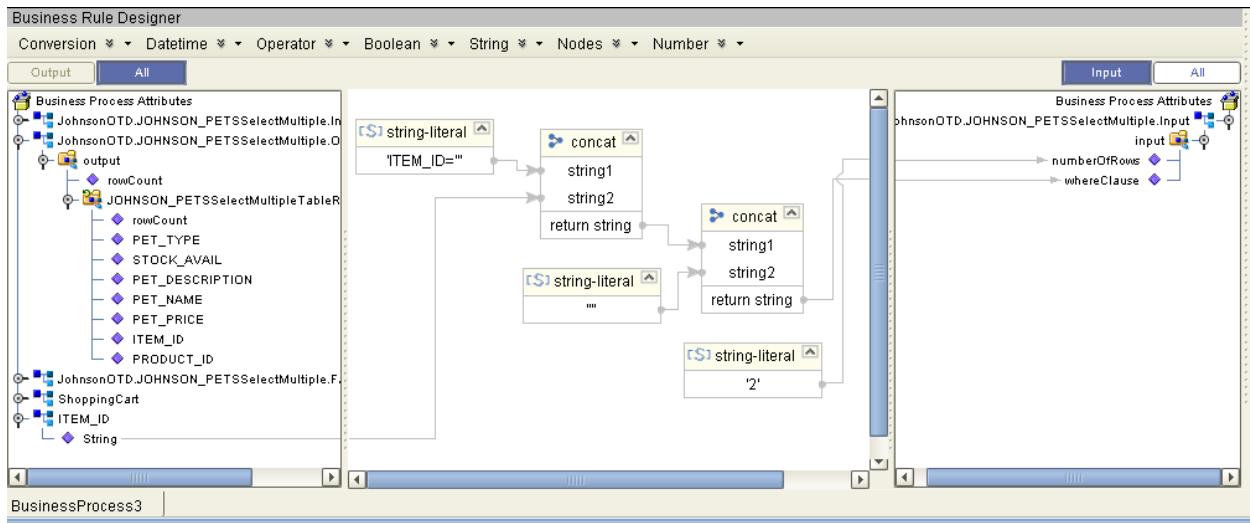 Business Rule Designer
Conversion Datetime Operator Boolean String Nodes Number
Output All
Input All
Business Process Attributes
JohnsonOTD.JOHNSON_PETSSelectMultiple.In
JohnsonOTD.JOHNSON_PETSSelectMultiple.O
output
rowCount
JOHNSON_PETSSelectMultipleTableR
rowCount
PET_TYPE
STOCK_AVAIL
PET_DESCRIPTION
PET_NAME
PET_PRICE
ITEM_ID
PRODUCT_ID
JohnsonOTD.JOHNSON_PETSSelectMultiple.F.
ShoppingCart
ITEM_ID
String
[S] string-literal
'ITEM_ID="'
concat
string1
string2
return string
[S] string-literal
'"'
concat
string1
string2
return string
[S] string-literal
'2'
Business Process Attributes
ohnsonOTD.JOHNSON_PETSSelectMultiple.Input
input
numberOfRows
whereClause
BusinessProcess3